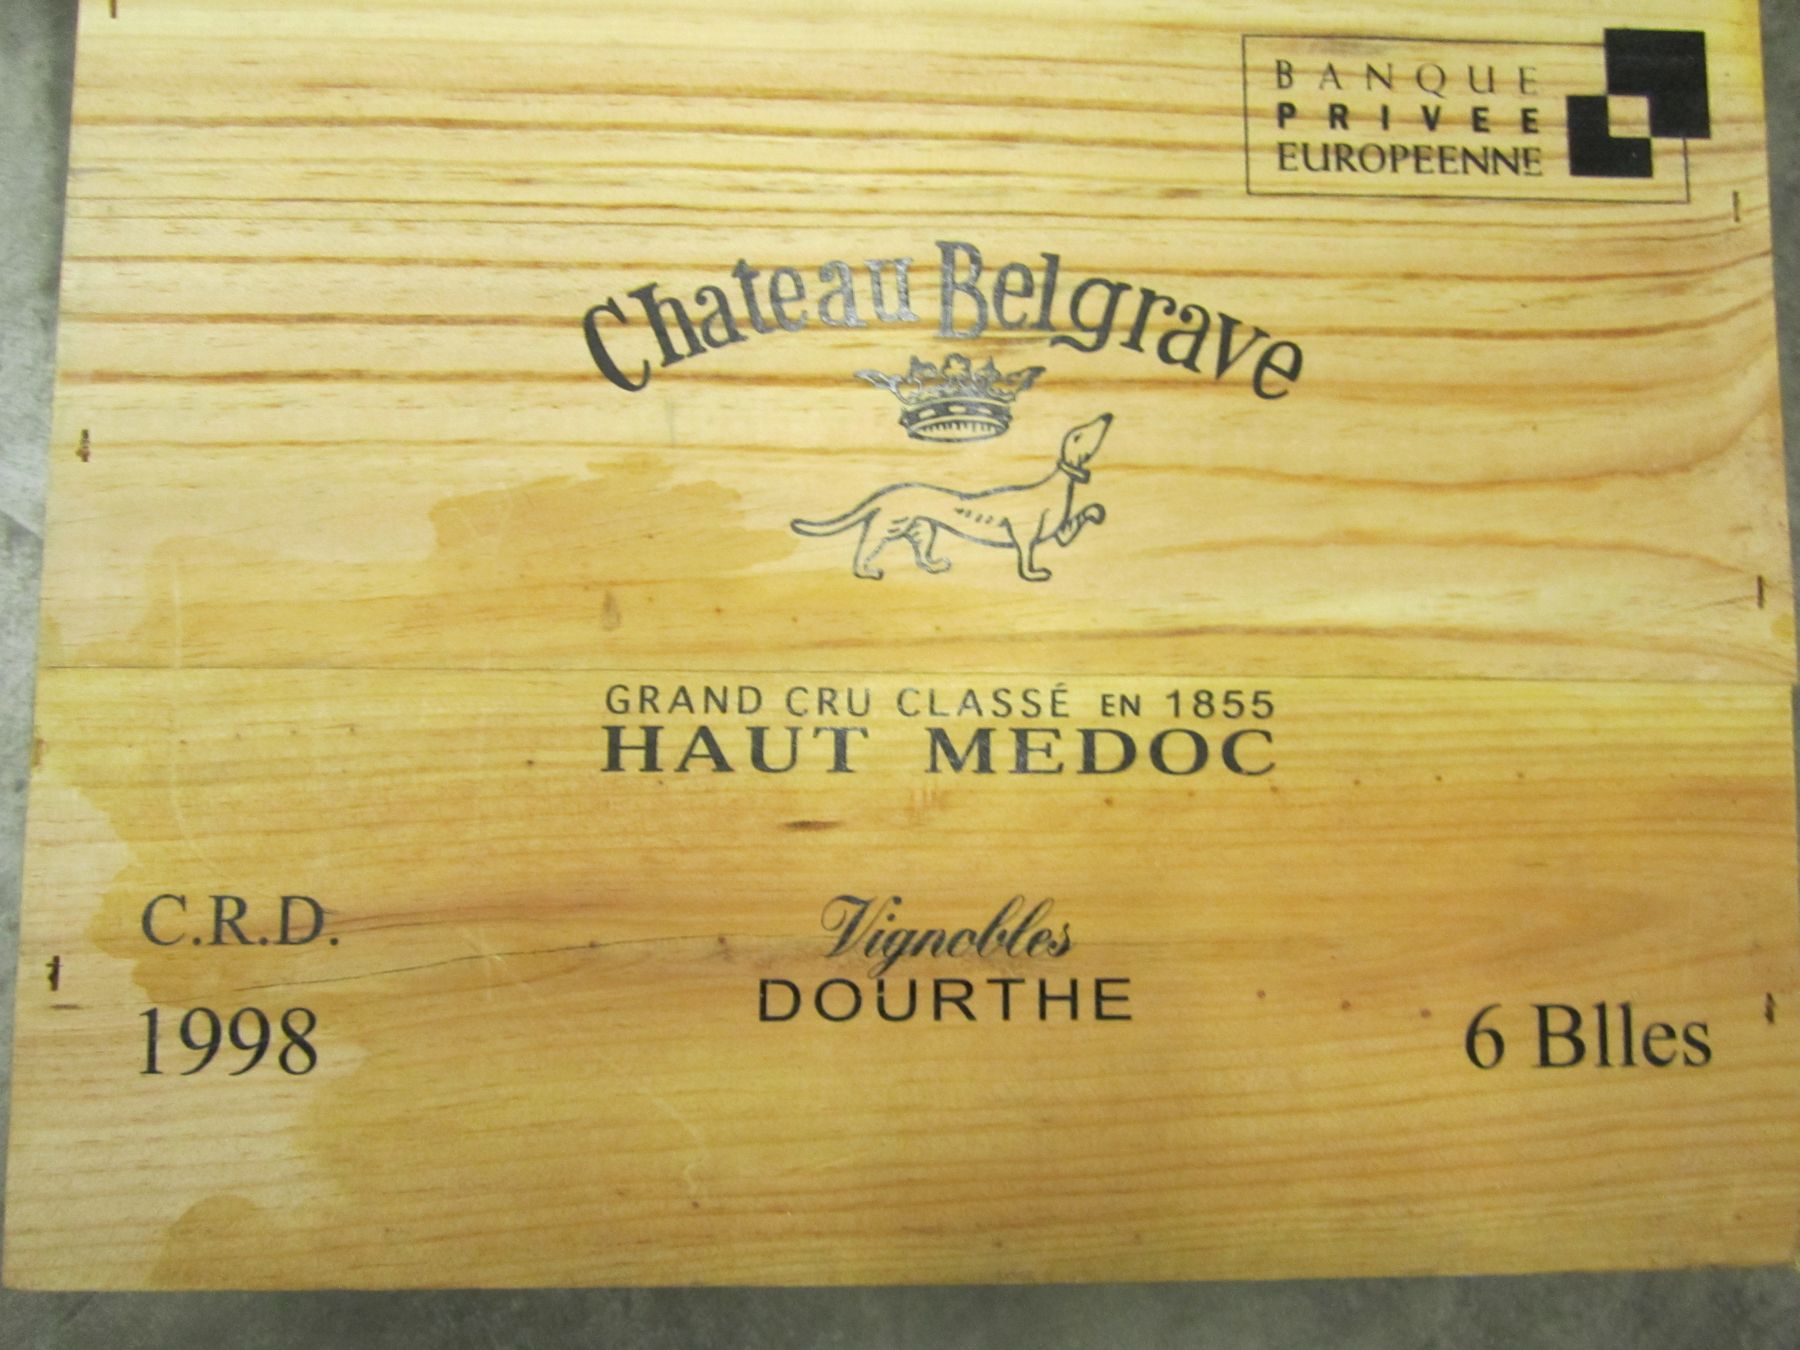 BANQUE
PRIVEE
EUROPEENNE
Chateau Belgrave
GRAND CRU CLASSÉ EN 1855
HAUT MEDOC
C.R.D.
1998
Vignobles
DOURTHE
6 Blles